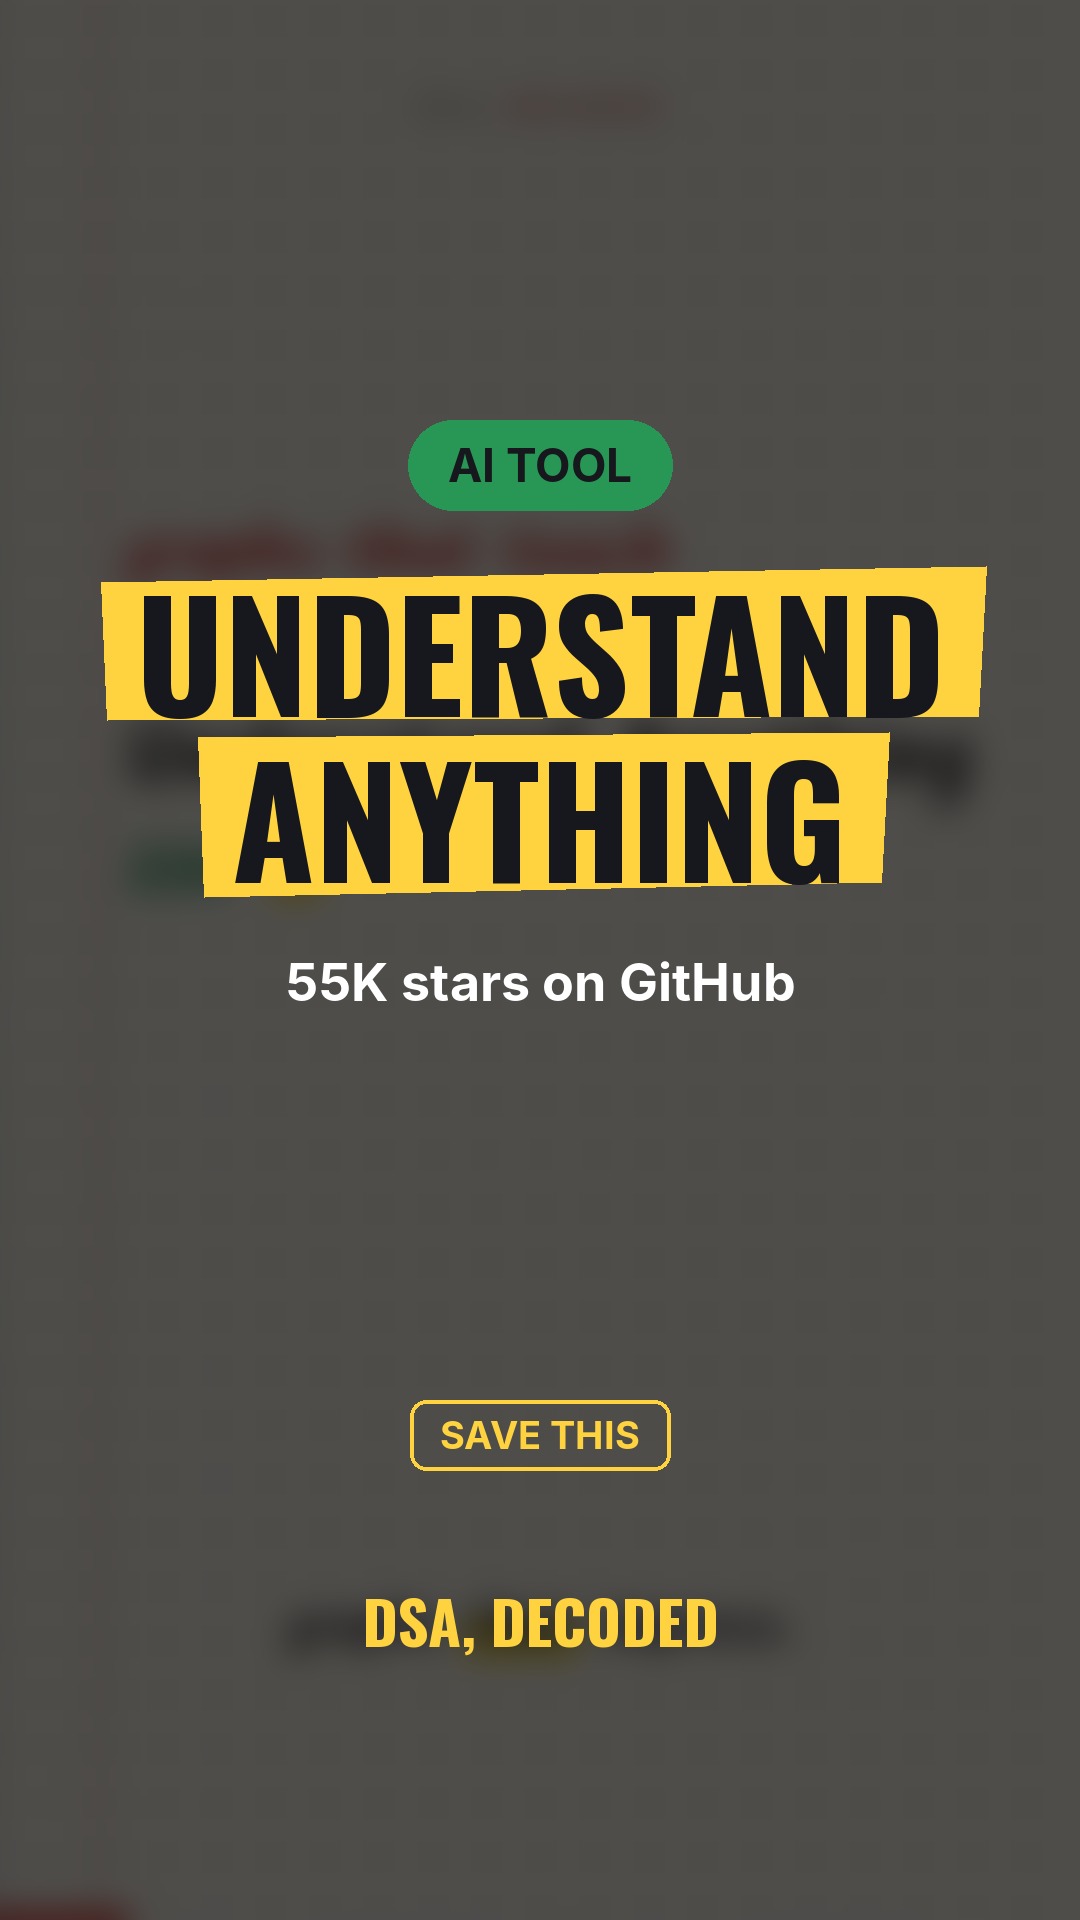 AI TOOL
UNDERSTAND
ANYTHING
55K stars on GitHub
SAVE THIS
DSA, DECODED